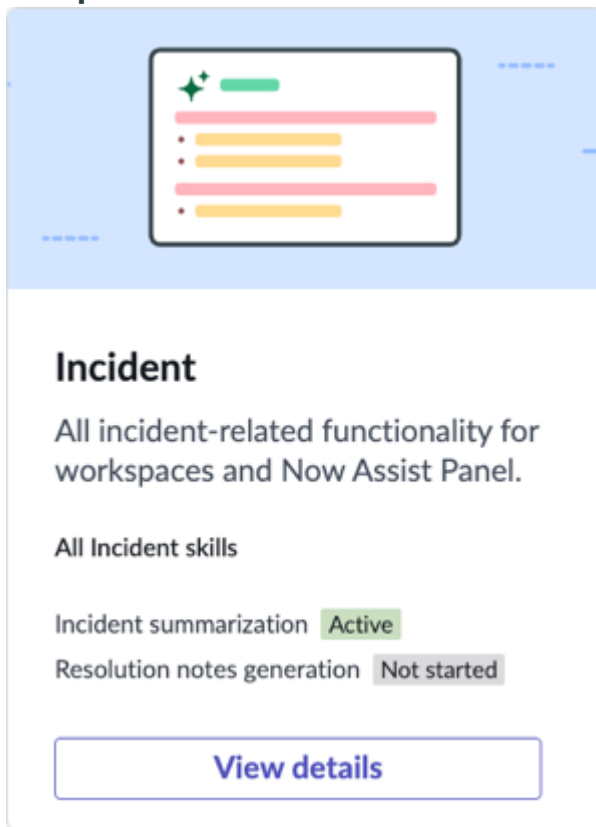 Incident
All incident-related functionality for
workspaces and Now Assist Panel.
All Incident skills
Incident summarization Active
Resolution notes generation Not started
View details